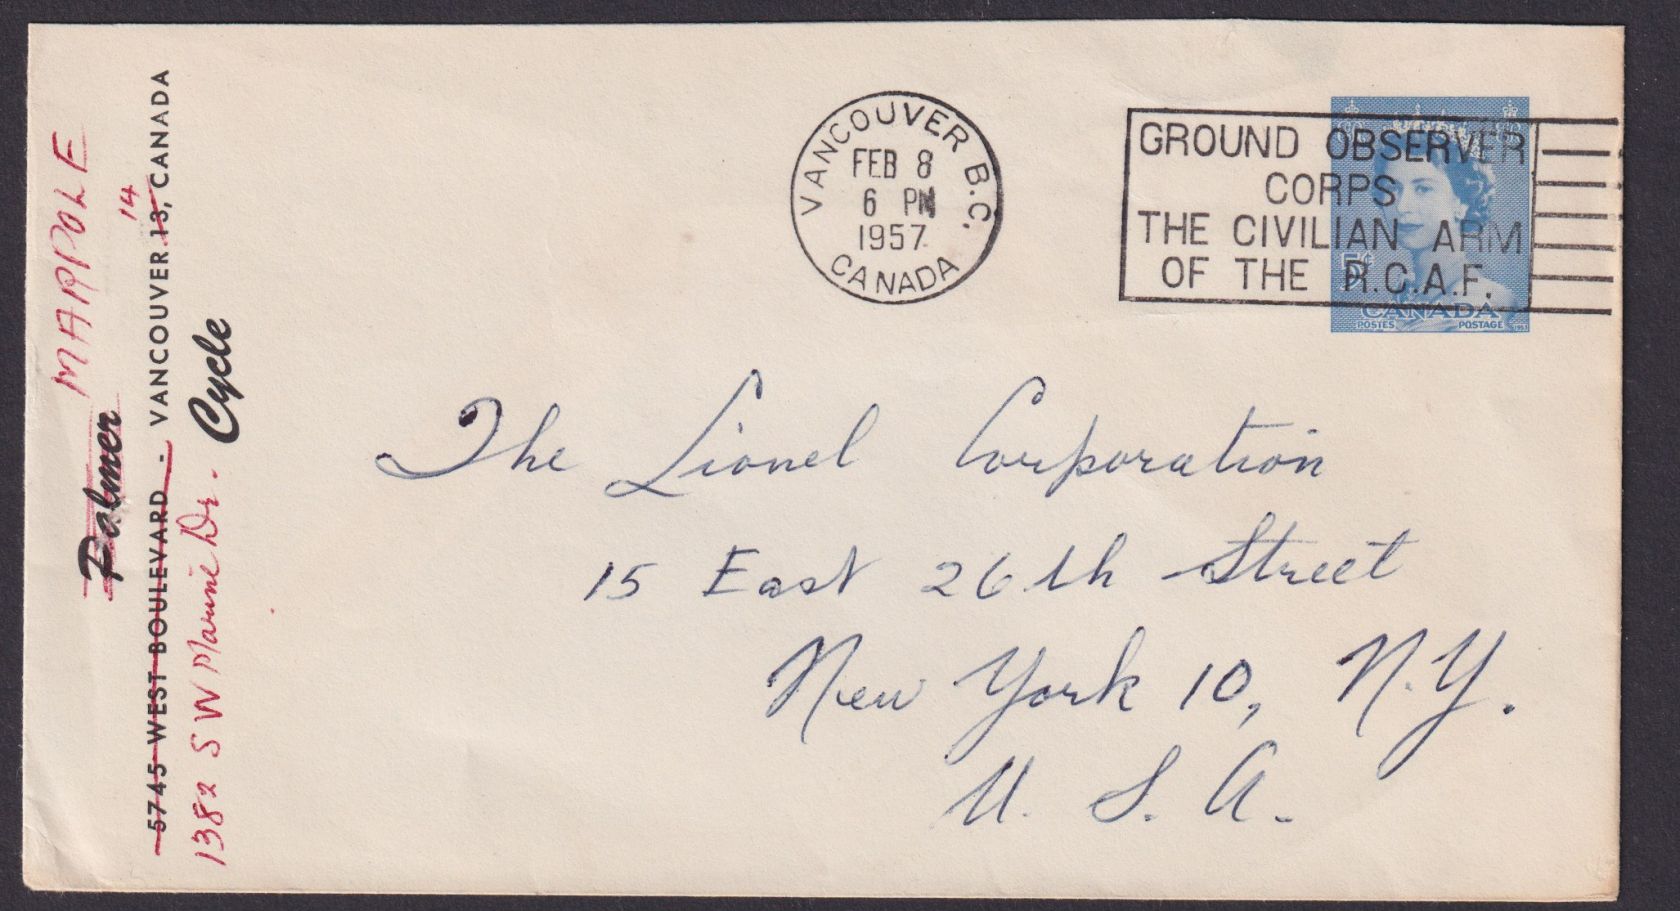 MARPOLE
Palmer Cycle
14
5745 WEST BOULEVARD - VANCOUVER 13, CANADA
1382 S W Marine Dr.
VANCOUVER B.C.
FEB 8
6 PM
1957
CANADA
GROUND OBSERVER
CORPS
THE CIVILIAN ARM
OF THE R.C.A.F.
5¢
CANADA
POSTES POSTAGE
1953
The Lionel Corporation
15 East 26th Street
New York 10, N.Y.
U. S. A.